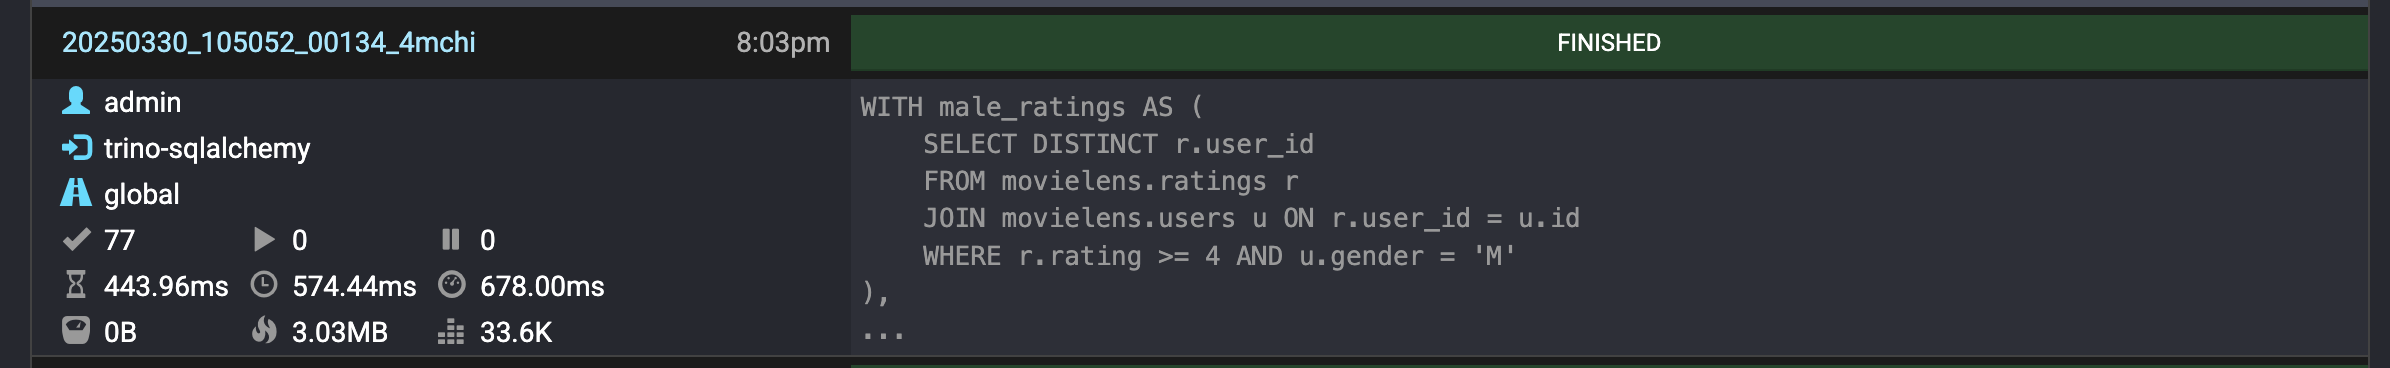 20250330_105052_00134_4mchi 8:03pm FINISHED
admin
trino-sqlalchemy
global
77 0 0
443.96ms 574.44ms 678.00ms
0B 3.03MB 33.6K
WITH male_ratings AS (
    SELECT DISTINCT r.user_id
    FROM movielens.ratings r
    JOIN movielens.users u ON r.user_id = u.id
    WHERE r.rating >= 4 AND u.gender = 'M'
),
...